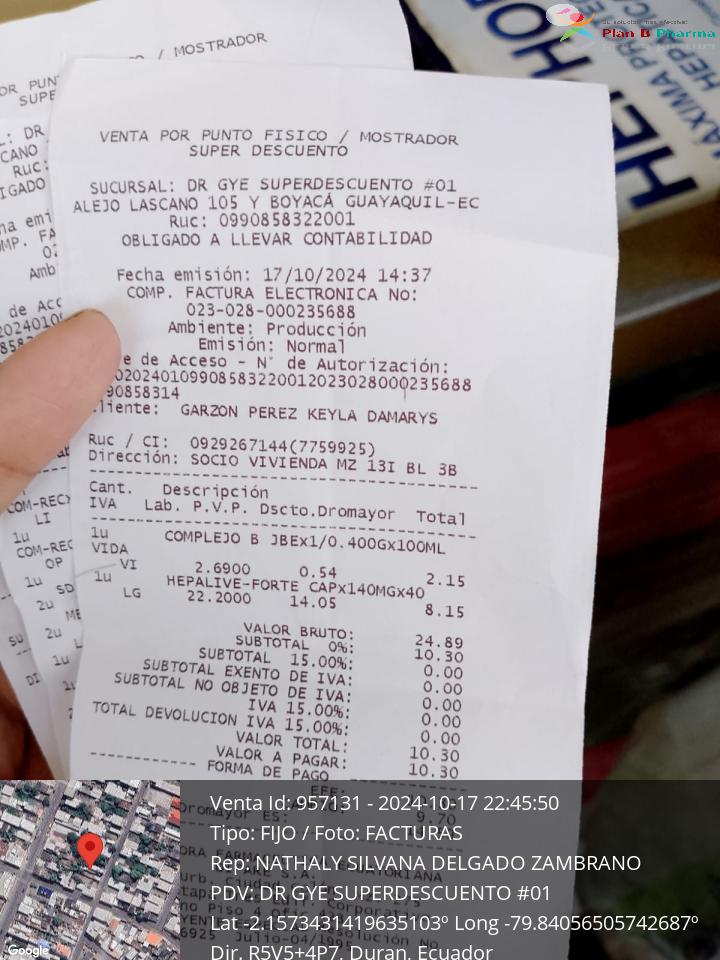 Plan B Pharma
/ MOSTRADOR
VENTA POR PUNTO FISICO / MOSTRADOR
SUPER DESCUENTO
SUCURSAL: DR GYE SUPERDESCUENTO #01
ALEJO LASCANO 105 Y BOYACÁ GUAYAQUIL-EC
Ruc: 0990858322001
OBLIGADO A LLEVAR CONTABILIDAD
Fecha emisión: 17/10/2024 14:37
COMP. FACTURA ELECTRONICA No:
023-028-000235688
Ambiente: Producción
Emisión: Normal
e de Acceso - N° de Autorización:
02024010990858322001202302800023568​8
90858314
liente: GARZON PEREZ KEYLA DAMARYS
Ruc / CI: 0929267144(7759925)
Dirección: SOCIO VIVIENDA MZ 13I BL 3B
Cant. Descripción
IVA Lab. P.V.P. Dscto.Dromayor Total
1u COMPLEJO B JBEx1/0.400Gx100ML
VIDA
VI 2.6900 0.54 2.15
1u HEPALIVE-FORTE CAPx140MGx40
LG 22.2000 14.05 8.15
VALOR BRUTO: 24.89
SUBTOTAL 0%: 10.30
SUBTOTAL 15.00%: 0.00
SUBTOTAL EXENTO DE IVA: 0.00
SUBTOTAL NO OBJETO DE IVA: 0.00
IVA 15.00%: 0.00
TOTAL DEVOLUCION IVA 15.00%: 0.00
VALOR TOTAL: 10.30
VALOR A PAGAR: 10.30
FORMA DE PAGO
Dromayor ES: 9.70
Venta Id: 957131 - 2024-10-17 22:45:50
Tipo: FIJO / Foto: FACTURAS
Rep: NATHALY SILVANA DELGADO ZAMBRANO
PDV: DR GYE SUPERDESCUENTO #01
Lat -2.1573431419635103º Long -79.84056505742687º
Dir. R5V5+4P7, Duran, Ecuador
Google